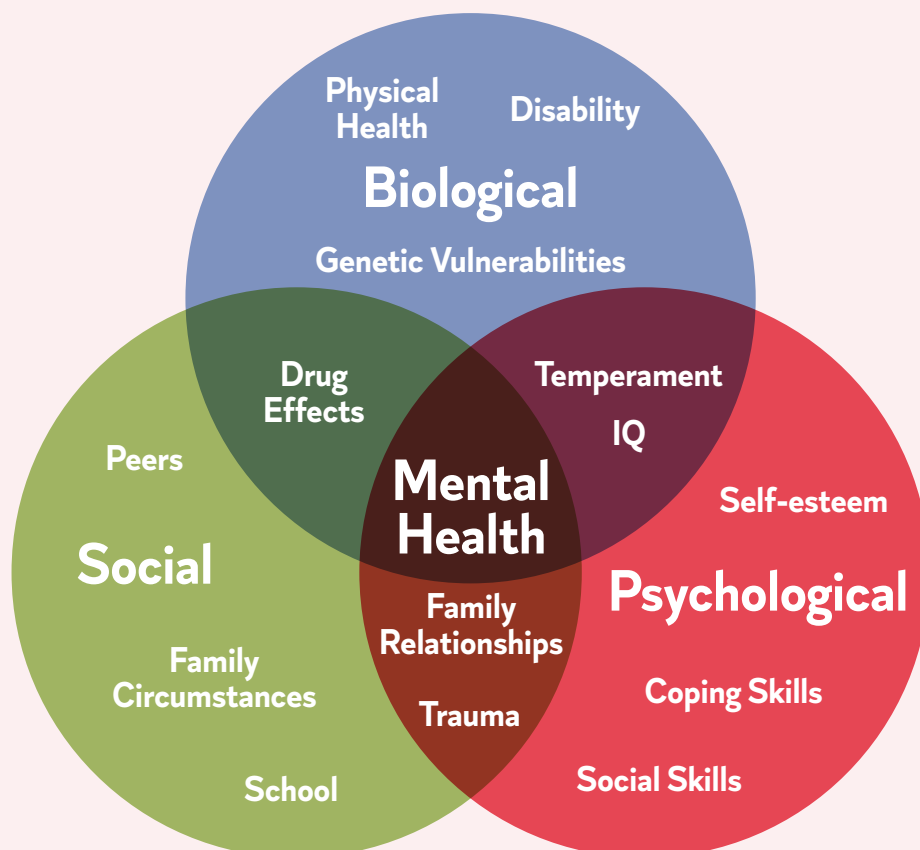 Physical
Health
Disability
Biological
Genetic Vulnerabilities
Drug
Effects
Temperament
IQ
Peers
Mental
Health
Self-esteem
Social
Psychological
Family
Relationships
Family
Circumstances
Coping Skills
Trauma
School
Social Skills